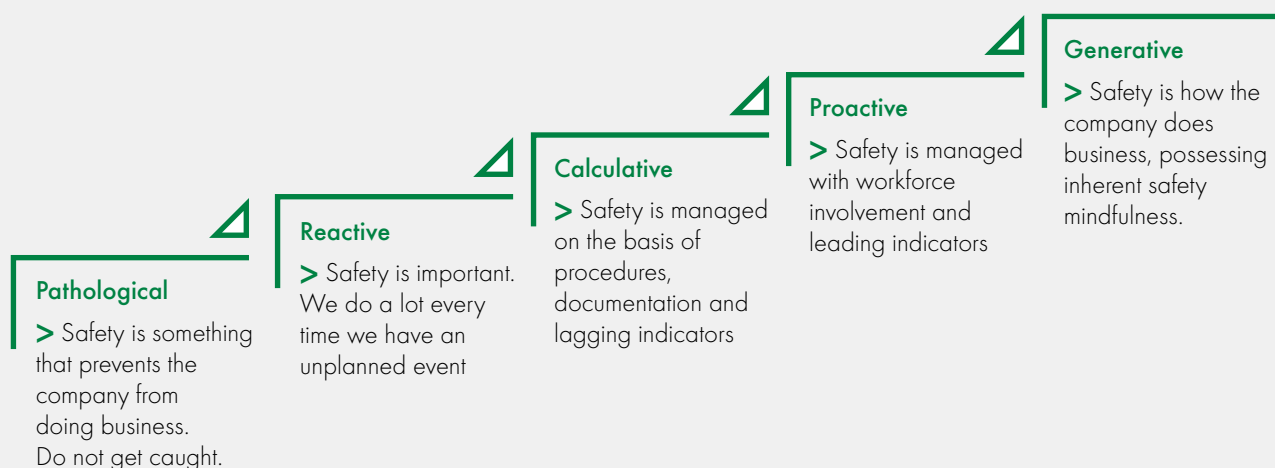 Pathological
> Safety is something
that prevents the
company from
doing business.
Do not get caught.
Reactive
> Safety is important.
We do a lot every
time we have an
unplanned event
Calculative
> Safety is managed
on the basis of
procedures,
documentation and
lagging indicators
Proactive
> Safety is managed
with workforce
involvement and
leading indicators
Generative
> Safety is how the
company does
business, possessing
inherent safety
mindfulness.